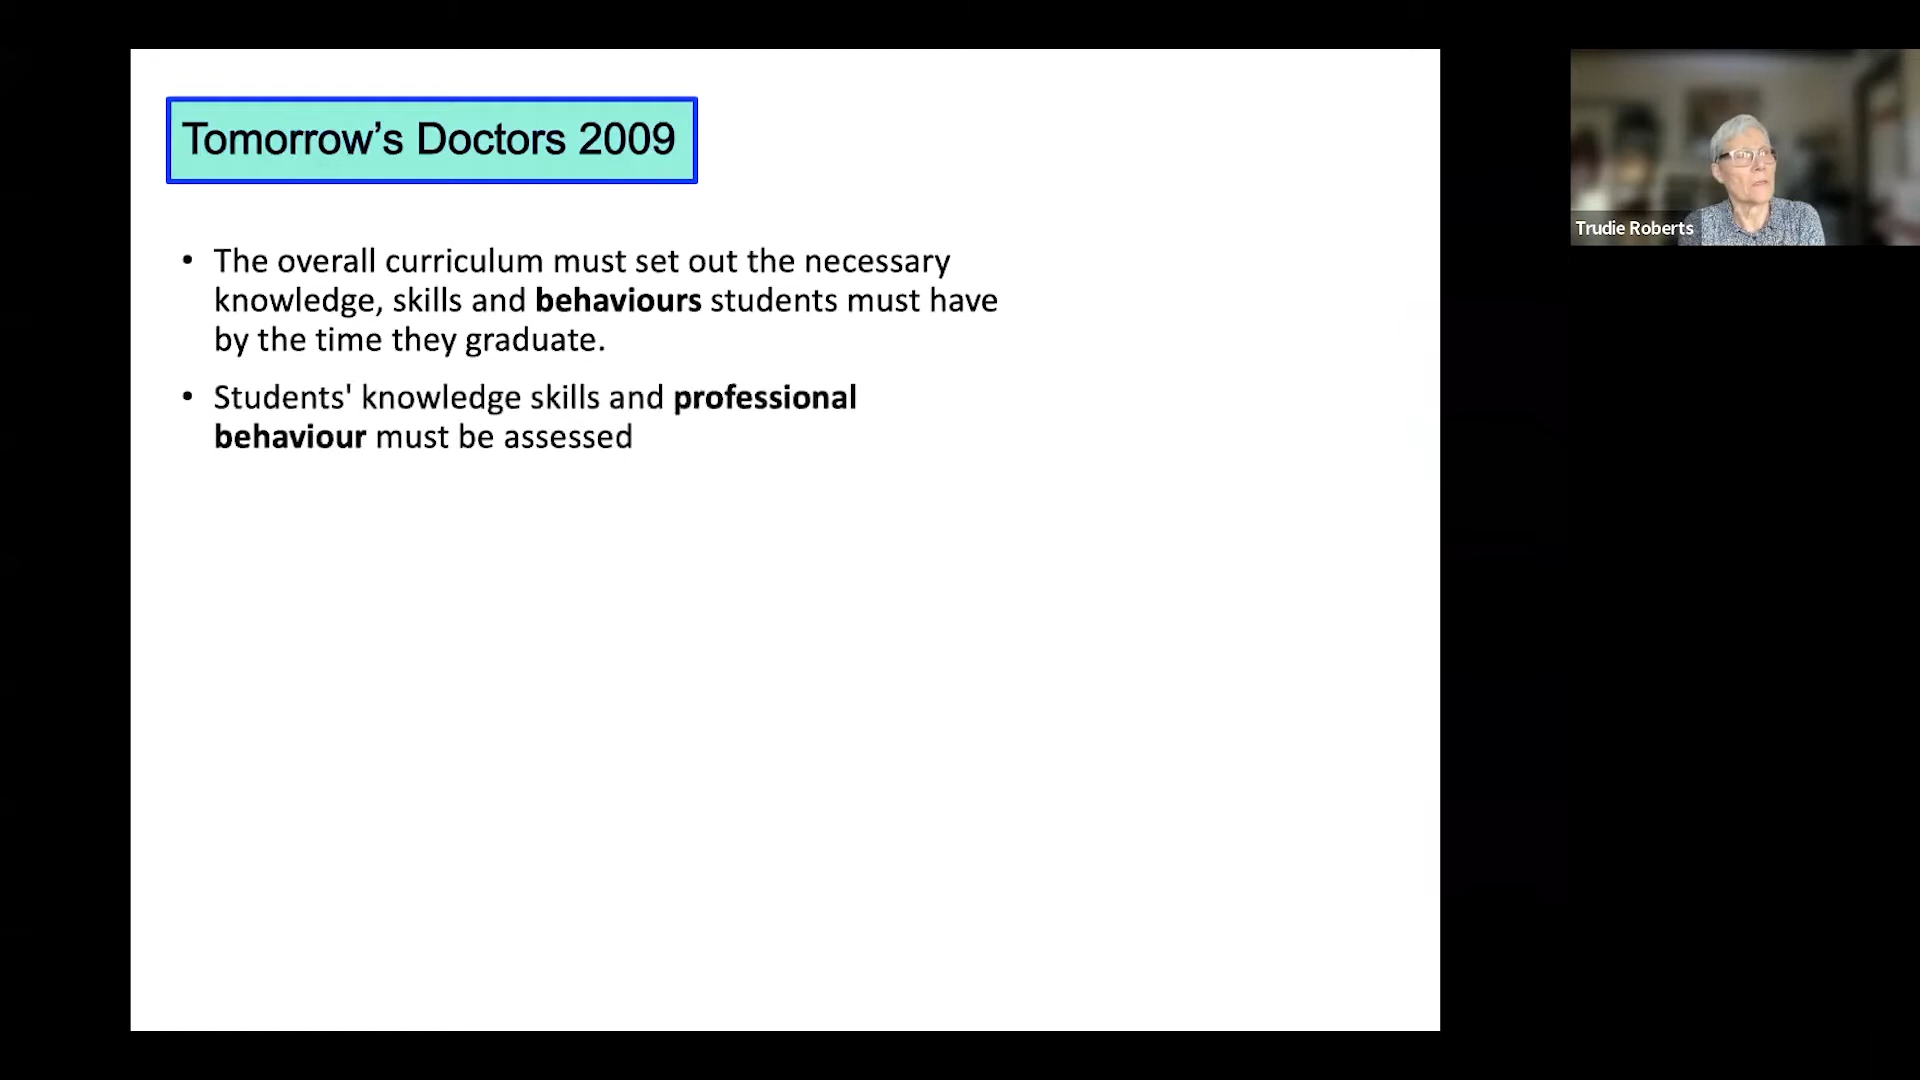 Tomorrow’s Doctors 2009
• The overall curriculum must set out the necessary
knowledge, skills and behaviours students must have
by the time they graduate.
• Students' knowledge skills and professional
behaviour must be assessed
Trudie Roberts